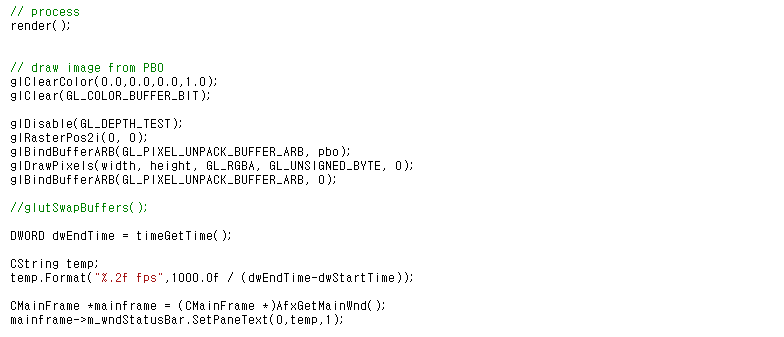 // process
render();
// draw image from PBO
glClearColor(0.0,0.0,0.0,1.0);
glClear(GL_COLOR_BUFFER_BIT);
glDisable(GL_DEPTH_TEST);
glRasterPos2i(0, 0);
glBindBufferARB(GL_PIXEL_UNPACK_BUFFER_ARB, pbo);
glDrawPixels(width, height, GL_RGBA, GL_UNSIGNED_BYTE, 0);
glBindBufferARB(GL_PIXEL_UNPACK_BUFFER_ARB, 0);
//glutSwapBuffers();
DWORD dwEndTime = timeGetTime();
CString temp;
temp.Format("%.2f fps",1000.0f / (dwEndTime-dwStartTime));
CMainFrame *mainframe = (CMainFrame *)AfxGetMainWnd();
mainframe->m_wndStatusBar.SetPaneText(0,temp,1);